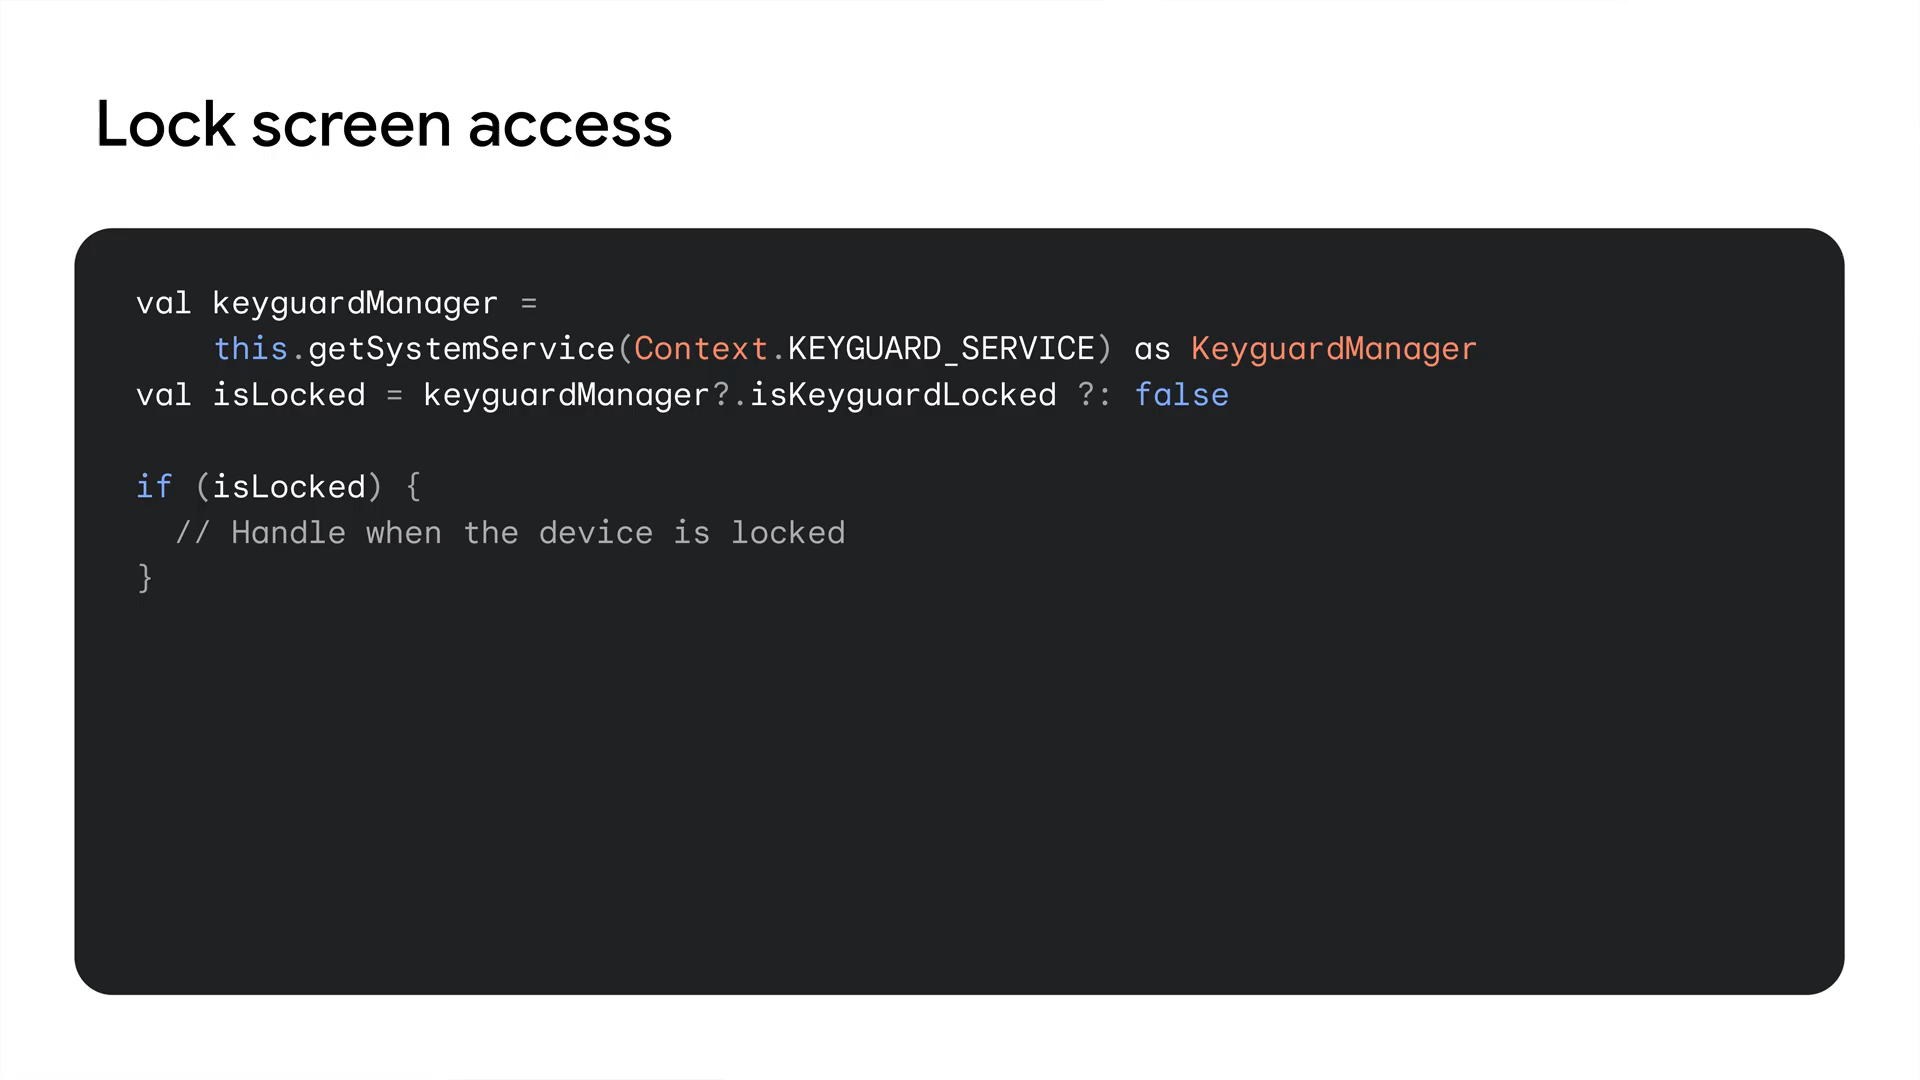 Lock screen access
val keyguardManager =
    this.getSystemService(Context.KEYGUARD_SERVICE) as KeyguardManager
val isLocked = keyguardManager?.isKeyguardLocked ?: false

if (isLocked) {
  // Handle when the device is locked
}